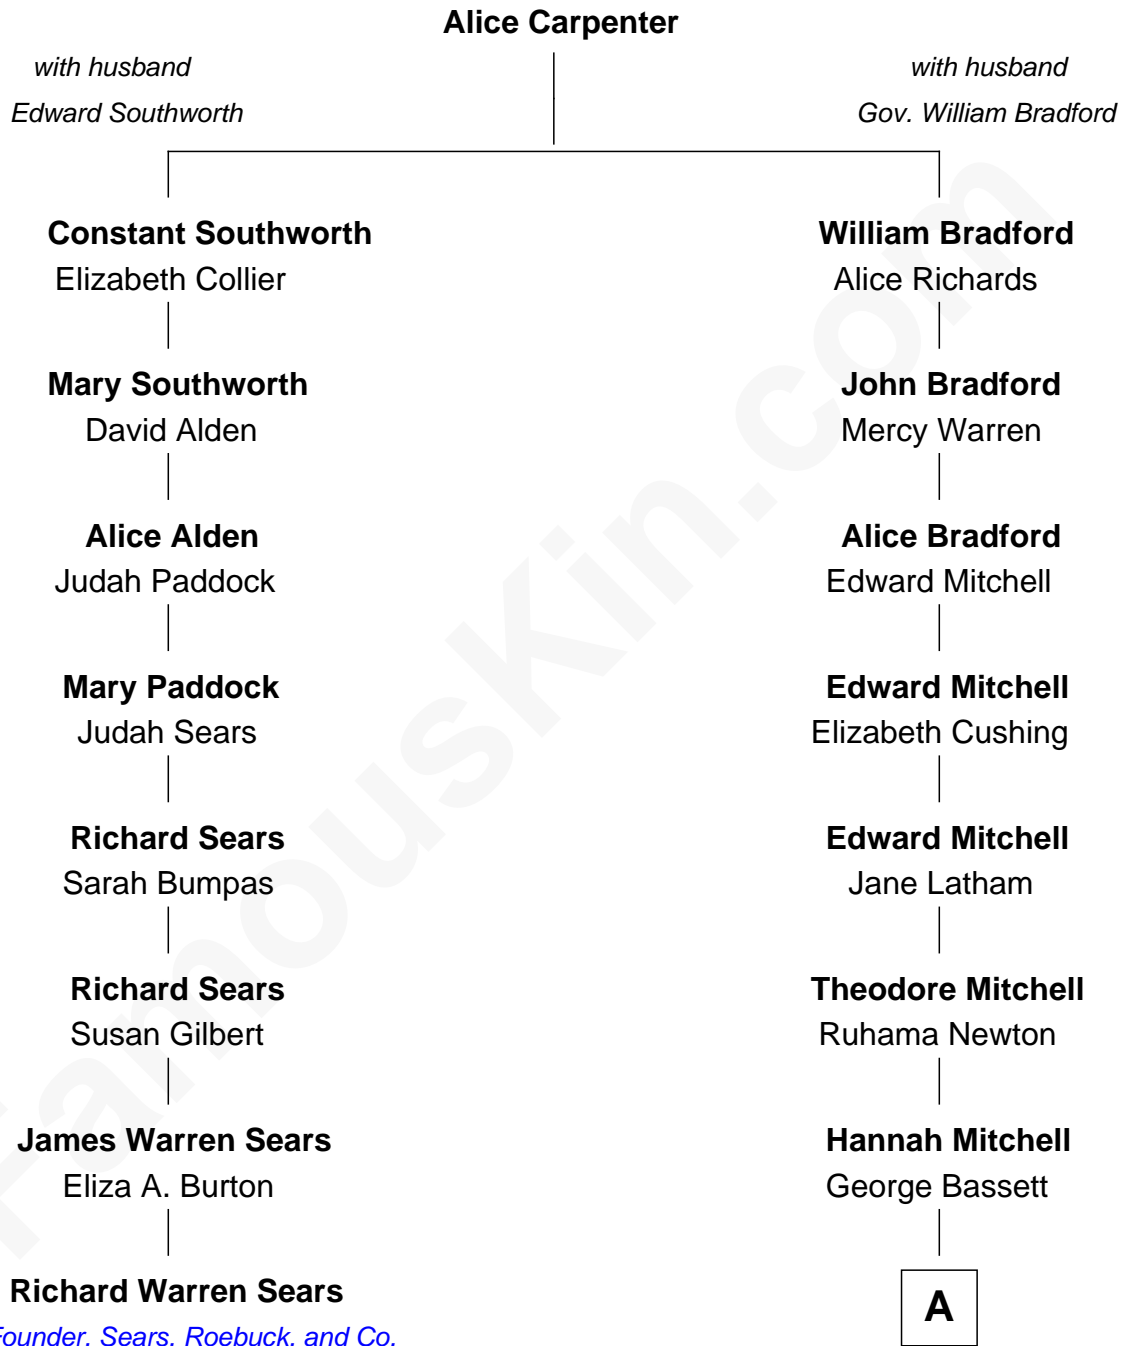 Alice Carpenter
with husband
Edward Southworth
with husband
Gov. William Bradford
Constant Southworth
Elizabeth Collier
William Bradford
Alice Richards
Mary Southworth
David Alden
John Bradford
Mercy Warren
Alice Alden
Judah Paddock
Alice Bradford
Edward Mitchell
Mary Paddock
Judah Sears
Edward Mitchell
Elizabeth Cushing
Richard Sears
Sarah Bumpas
Edward Mitchell
Jane Latham
Richard Sears
Susan Gilbert
Theodore Mitchell
Ruhama Newton
James Warren Sears
Eliza A. Burton
Hannah Mitchell
George Bassett
Richard Warren Sears
Founder, Sears, Roebuck, and Co.
A
FamousKin.com